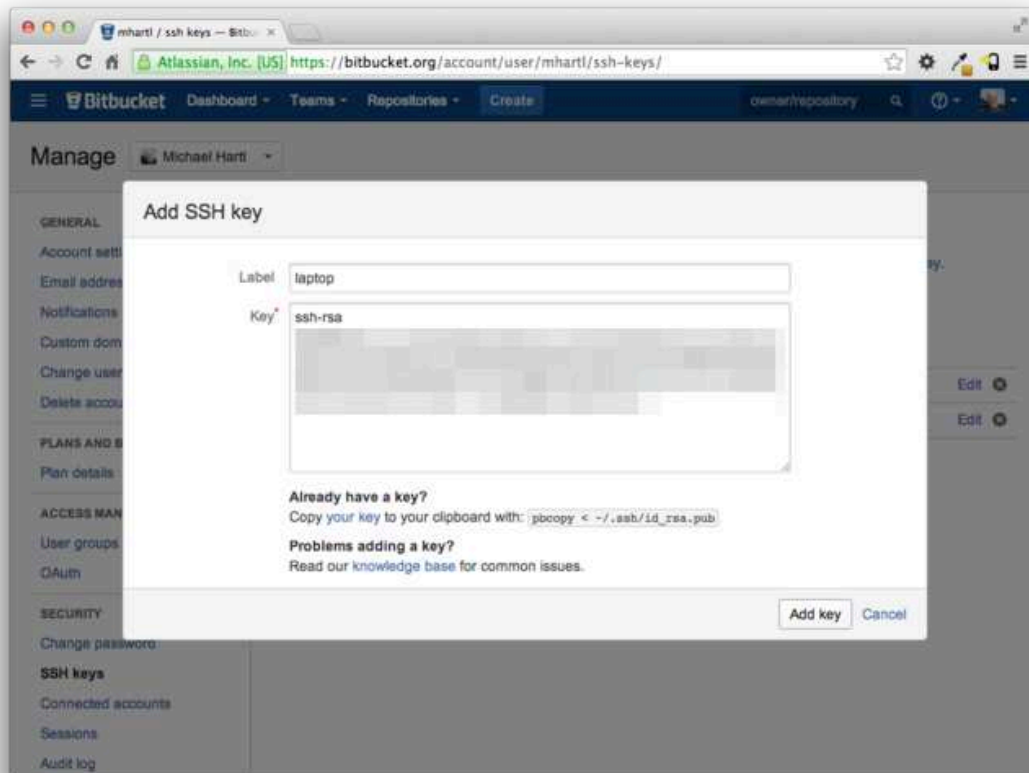 mhartl / ssh keys — Bitbu
Atlassian, Inc. [US] https://bitbucket.org/account/user/mhartl/ssh-keys/
Bitbucket Dashboard Teams Repositories Create owner/repository
Manage Michael Hartl
Add SSH key
GENERAL
Account setti
Email addres
Notifications
Custom dom
Change user
Delete accou
PLANS AND B
Plan details
ACCESS MAN
User groups
OAuth
SECURITY
Change password
SSH keys
Connected accounts
Sessions
Audit log
Label laptop
Key* ssh-rsa
Already have a key?
Copy your key to your clipboard with: pbcopy < ~/.ssh/id_rsa.pub
Problems adding a key?
Read our knowledge base for common issues.
Add key Cancel
ay.
Edit
Edit